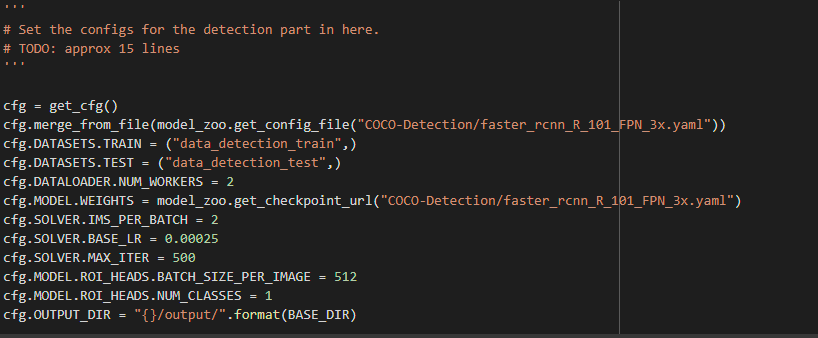 '''
# Set the configs for the detection part in here.
# TODO: approx 15 lines
'''
cfg = get_cfg()
cfg.merge_from_file(model_zoo.get_config_file("COCO-Detection/faster_rcnn_R_101_FPN_3x.yaml"))
cfg.DATASETS.TRAIN = ("data_detection_train",)
cfg.DATASETS.TEST = ("data_detection_test",)
cfg.DATALOADER.NUM_WORKERS = 2
cfg.MODEL.WEIGHTS = model_zoo.get_checkpoint_url("COCO-Detection/faster_rcnn_R_101_FPN_3x.yaml")
cfg.SOLVER.IMS_PER_BATCH = 2
cfg.SOLVER.BASE_LR = 0.00025
cfg.SOLVER.MAX_ITER = 500
cfg.MODEL.ROI_HEADS.BATCH_SIZE_PER_IMAGE = 512
cfg.MODEL.ROI_HEADS.NUM_CLASSES = 1
cfg.OUTPUT_DIR = "{}/output/".format(BASE_DIR)